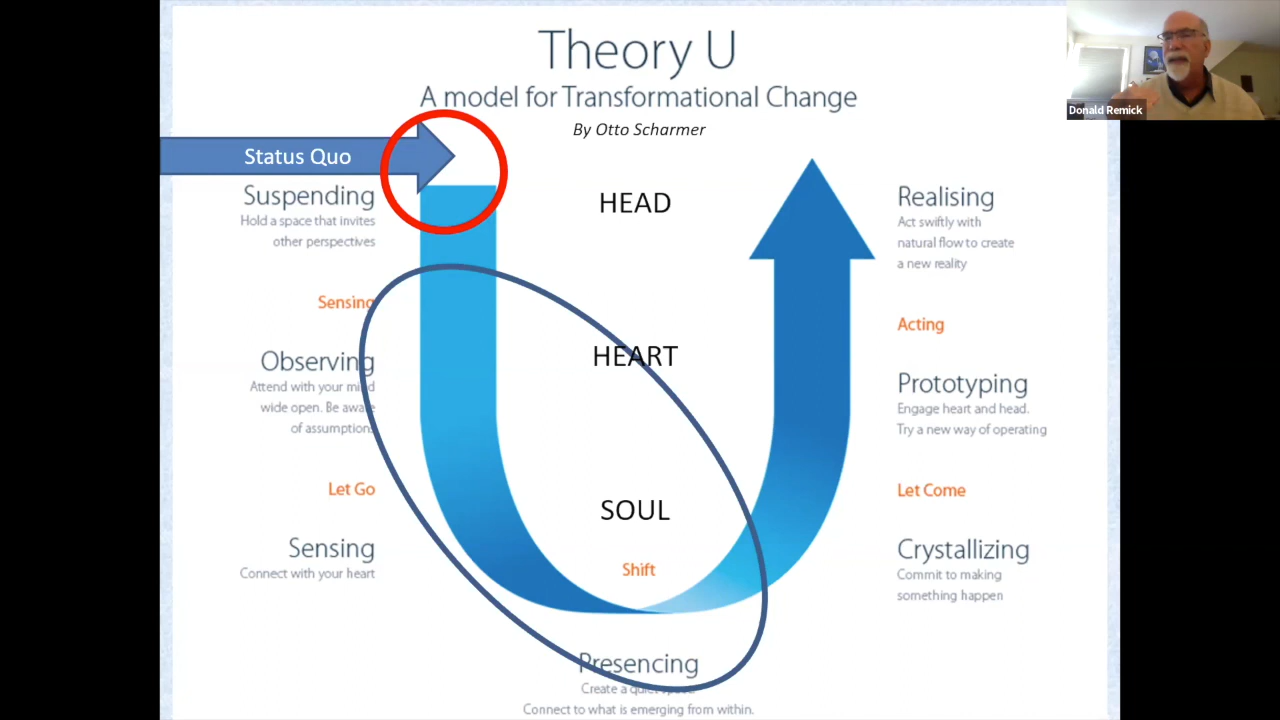 Theory U
A model for Transformational Change
By Otto Scharmer
Donald Remick
Status Quo
Suspending
Hold a space that invites
other perspectives
Sensing
Observing
Attend with your mind
wide open. Be aware
of assumptions
Let Go
Sensing
Connect with your heart
HEAD
HEART
SOUL
Shift
Presencing
Create a quiet space.
Connect to what is emerging from within.
Realising
Act swiftly with
natural flow to create
a new reality
Acting
Prototyping
Engage heart and head.
Try a new way of operating
Let Come
Crystallizing
Commit to making
something happen